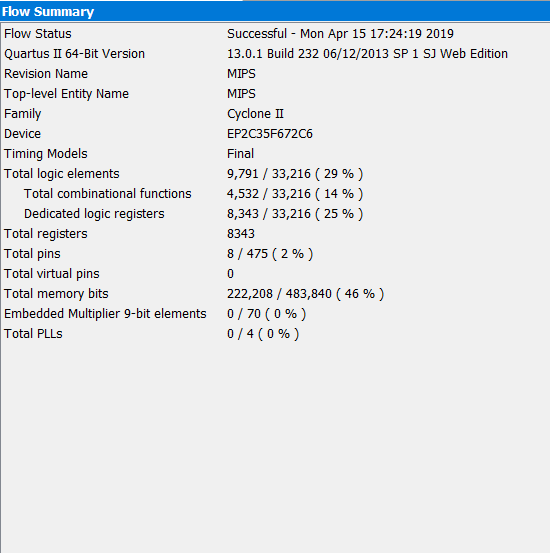 Flow Summary
Flow Status Successful - Mon Apr 15 17:24:19 2019
Quartus II 64-Bit Version 13.0.1 Build 232 06/12/2013 SP 1 SJ Web Edition
Revision Name MIPS
Top-level Entity Name MIPS
Family Cyclone II
Device EP2C35F672C6
Timing Models Final
Total logic elements 9,791 / 33,216 ( 29 % )
Total combinational functions 4,532 / 33,216 ( 14 % )
Dedicated logic registers 8,343 / 33,216 ( 25 % )
Total registers 8343
Total pins 8 / 475 ( 2 % )
Total virtual pins 0
Total memory bits 222,208 / 483,840 ( 46 % )
Embedded Multiplier 9-bit elements 0 / 70 ( 0 % )
Total PLLs 0 / 4 ( 0 % )